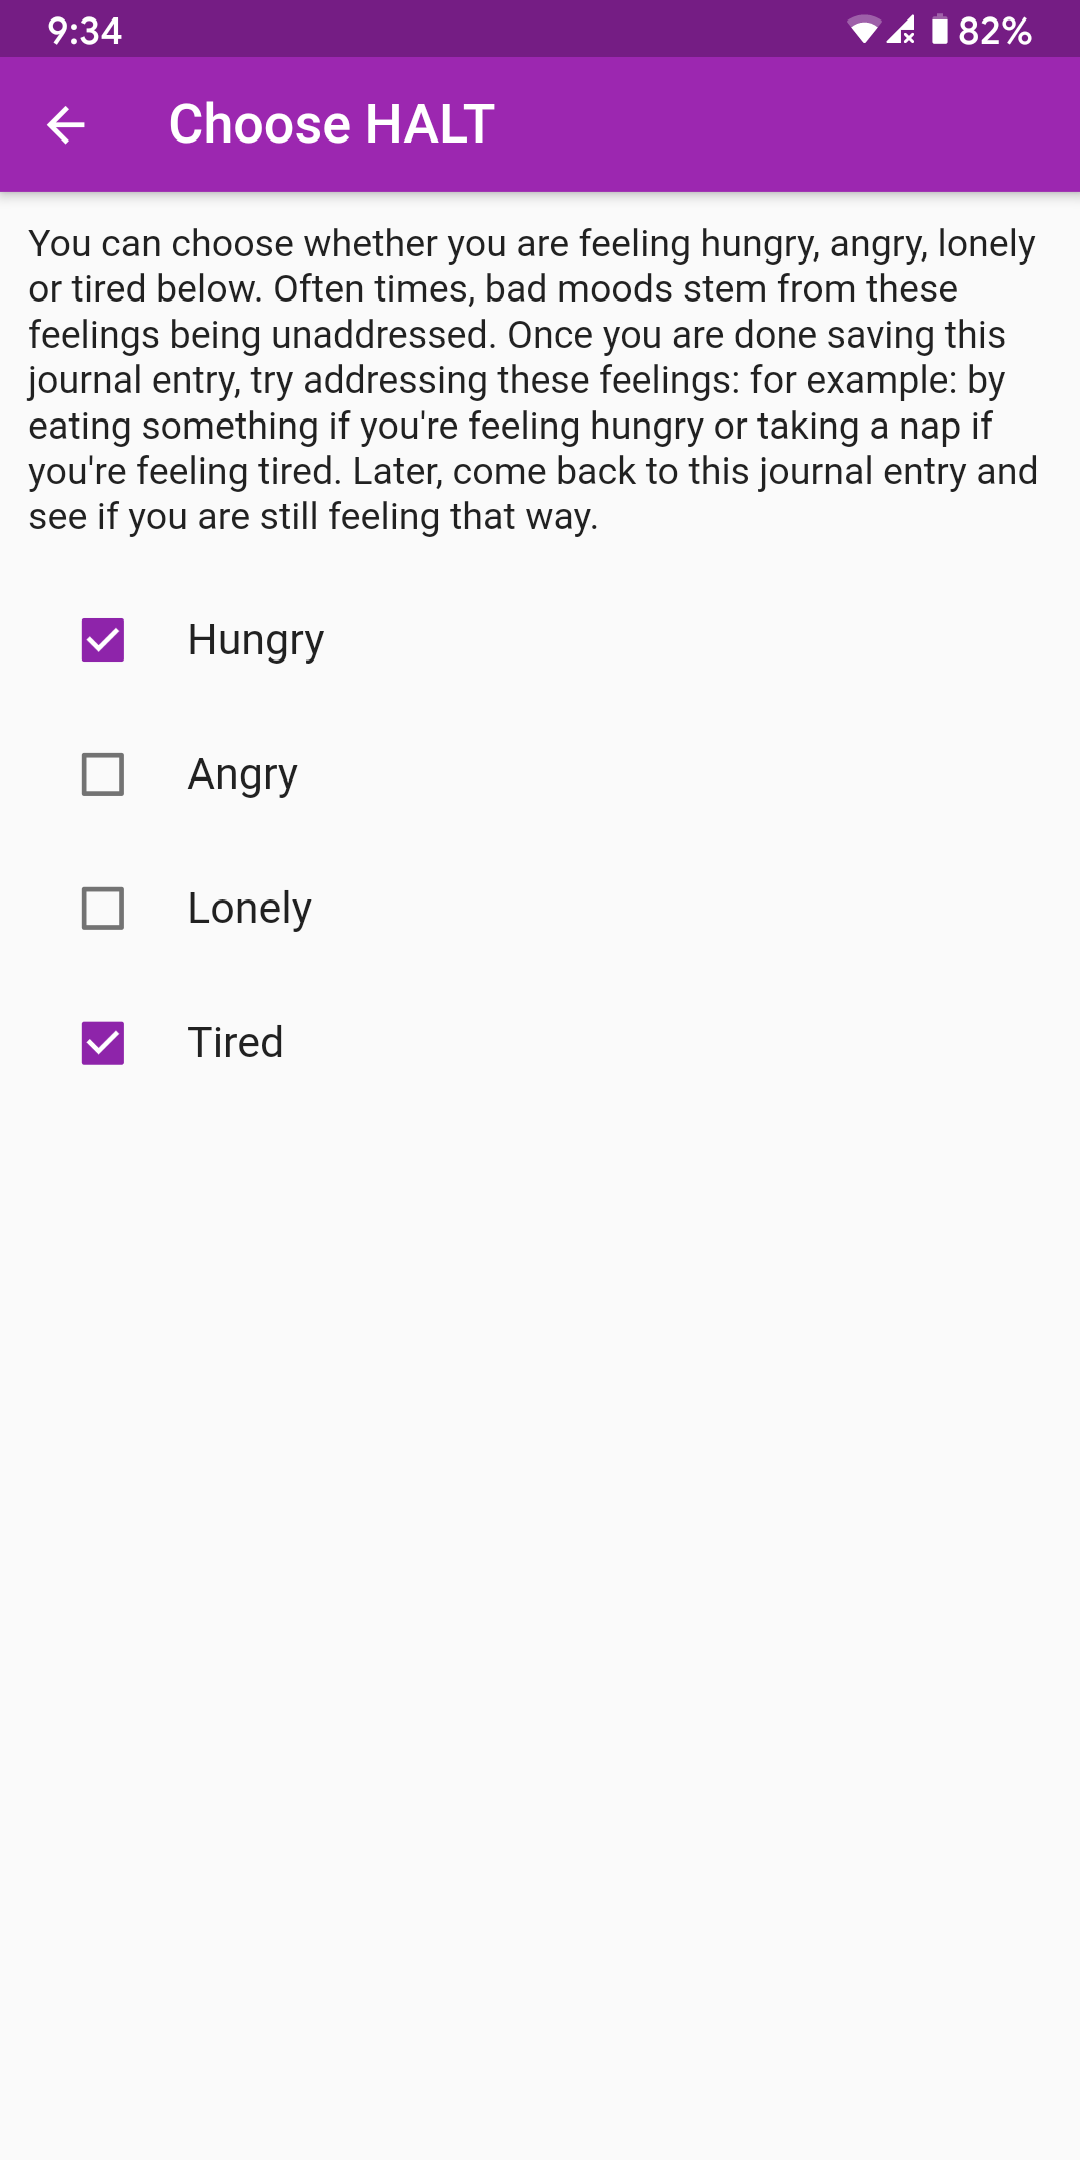 9:34
82%
Choose HALT
You can choose whether you are feeling hungry, angry, lonely
or tired below. Often times, bad moods stem from these
feelings being unaddressed. Once you are done saving this
journal entry, try addressing these feelings: for example: by
eating something if you're feeling hungry or taking a nap if
you're feeling tired. Later, come back to this journal entry and
see if you are still feeling that way.
Hungry
Angry
Lonely
Tired